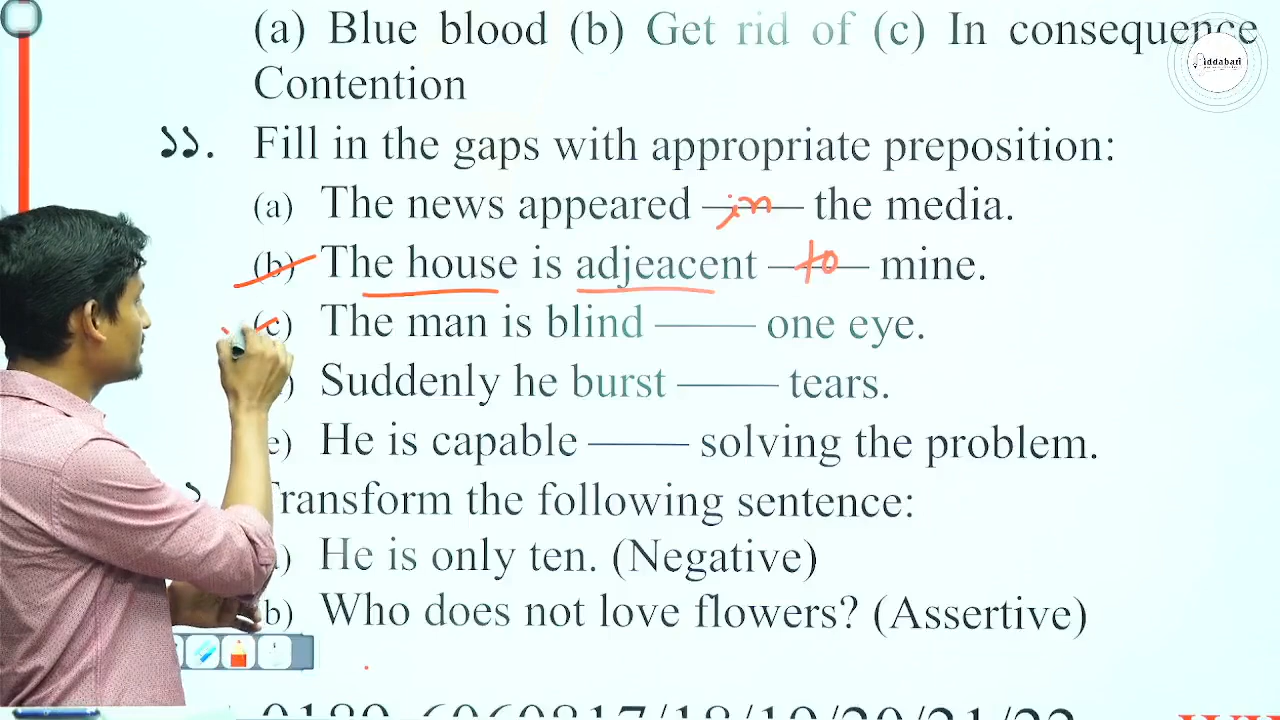 (a) Blue blood (b) Get rid of (c) In consequence
Contention
১১. Fill in the gaps with appropriate preposition:
(a) The news appeared in the media.
(b) The house is adjeacent to mine.
(c) The man is blind ——— one eye.
Suddenly he burst ——— tears.
e) He is capable ——— solving the problem.
Transform the following sentence:
) He is only ten. (Negative)
b) Who does not love flowers? (Assertive)